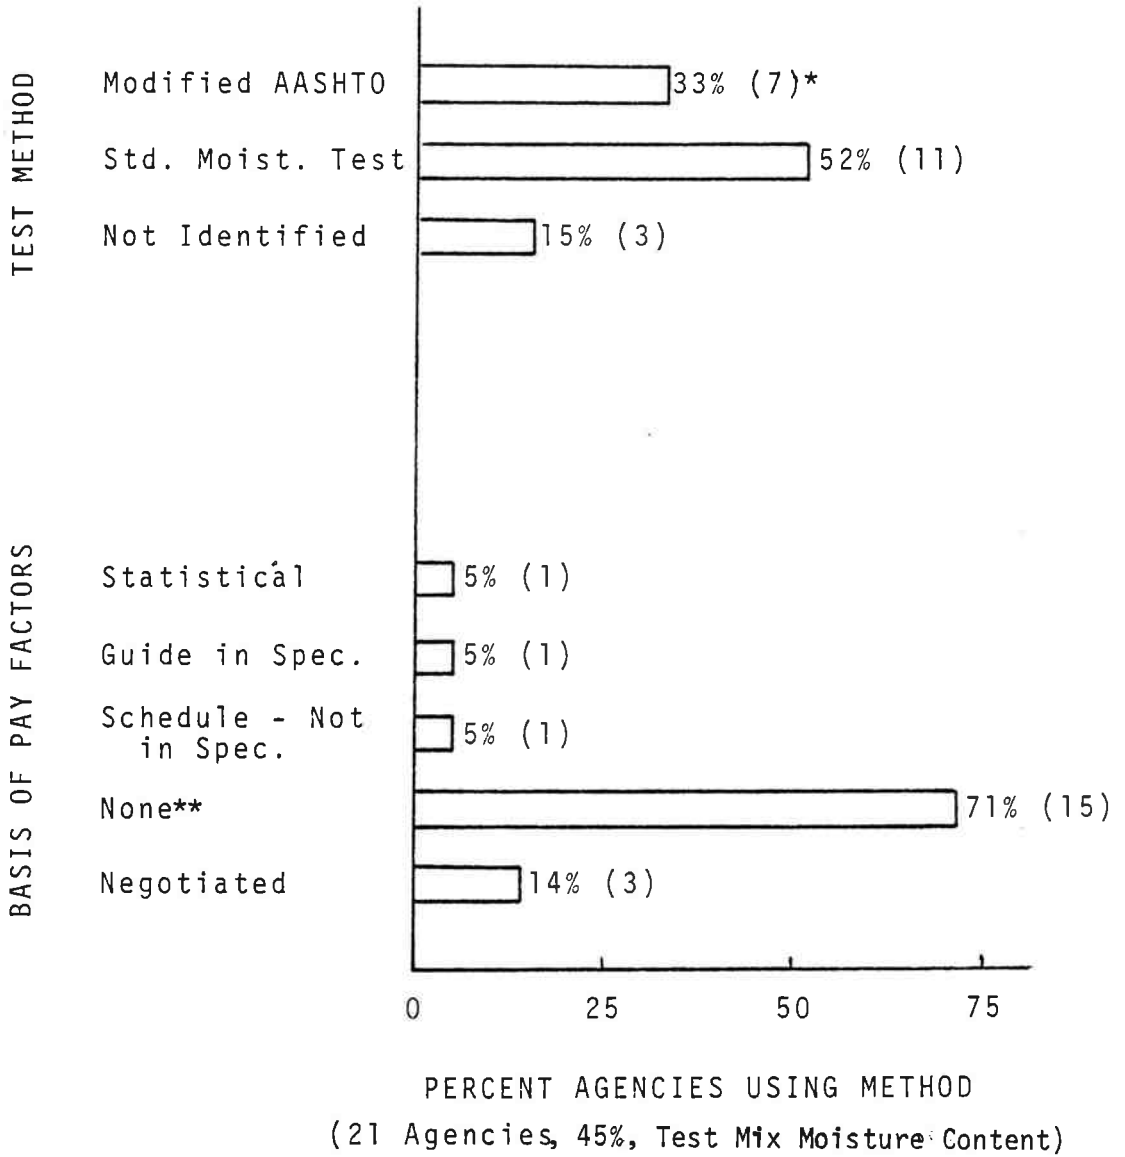 TEST METHOD
Modified AASHTO 33% (7)*
Std. Moist. Test 52% (11)
Not Identified 15% (3)
BASIS OF PAY FACTORS
Statistical 5% (1)
Guide in Spec. 5% (1)
Schedule - Not
in Spec. 5% (1)
None** 71% (15)
Negotiated 14% (3)
0 25 50 75
PERCENT AGENCIES USING METHOD
(21 Agencies, 45%, Test Mix Moisture Content)